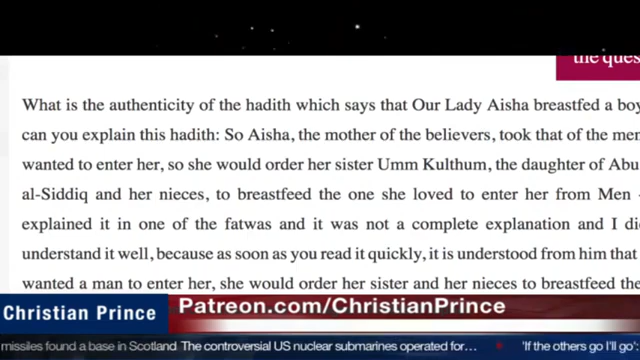 the ques
What is the authenticity of the hadith which says that Our Lady Aisha breastfed a boy
can you explain this hadith: So Aisha, the mother of the believers, took that of the men
wanted to enter her, so she would order her sister Umm Kulthum, the daughter of Abu
al-Siddiq and her nieces, to breastfeed the one she loved to enter her from Men
explained it in one of the fatwas and it was not a complete explanation and I di
understand it well, because as soon as you read it quickly, it is understood from him that
wanted a man to enter her, she would order her sister and her nieces to breastfeed the
Christian Prince
Patreon.com/ChristianPrince
missiles found a base in Scotland The controversial US nuclear submarines operated for... 'If the others go I'll go':